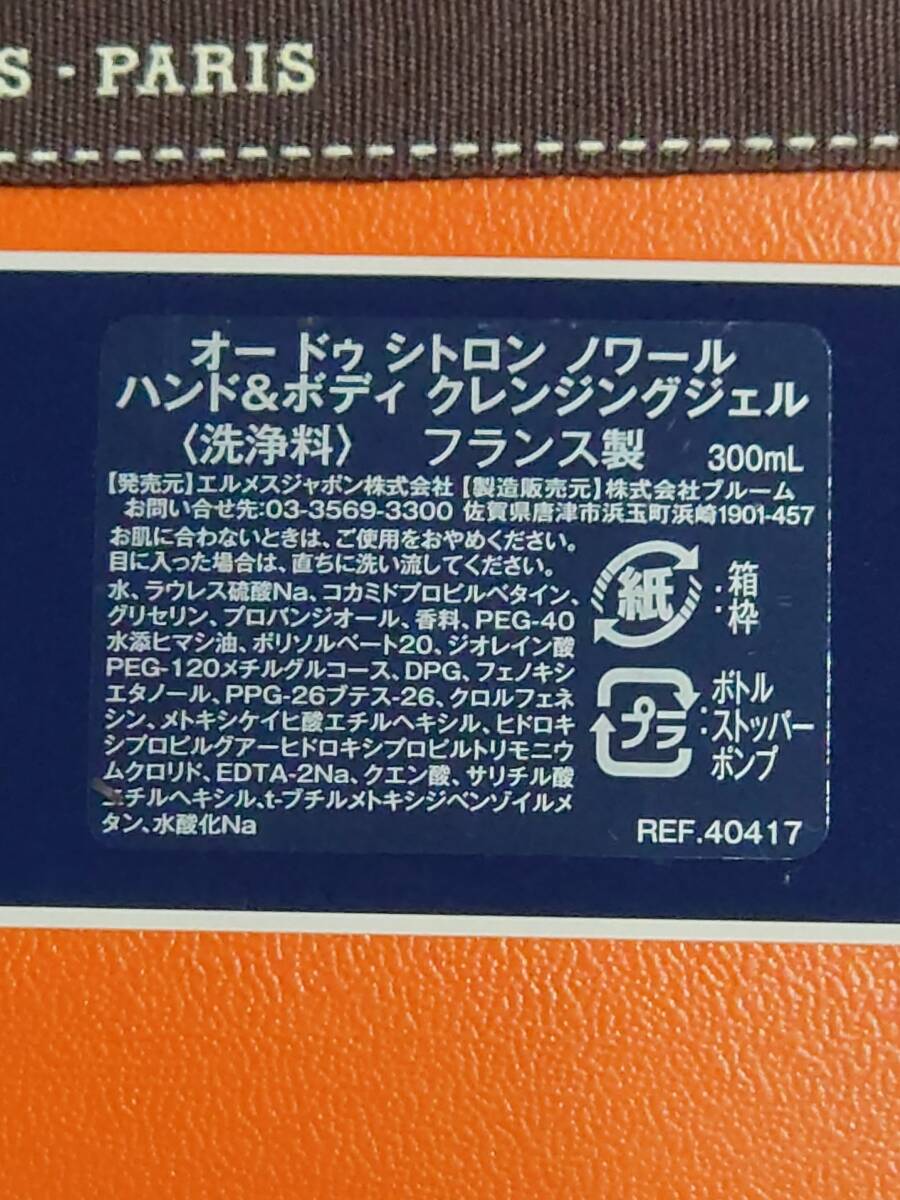 S - PARIS
オー ドゥ シトロン ノワール
ハンド&ボディ クレンジングジェル
〈洗浄料〉 フランス製 300mL
【発売元】エルメスジャポン株式会社 【製造販売元】株式会社ブルーム
お問い合せ先:03-3569-3300 佐賀県唐津市浜玉町浜崎1901-457
お肌に合わないときは、ご使用をおやめください。
目に入った場合は、直ちに洗い流してください。
水、ラウレス硫酸Na、コカミドプロピルベタイン、
グリセリン、プロパンジオール、香料、PEG-40
水添ヒマシ油、ポリソルベート20、ジオレイン酸
PEG-120メチルグルコース、DPG、フェノキシ
エタノール、PPG-26ブテス-26、クロルフェネ
シン、メトキシケイヒ酸エチルヘキシル、ヒドロキ
シプロピルグアーヒドロキシプロピルトリモニウ
ムクロリド、EDTA-2Na、クエン酸、サリチル酸
エチルヘキシル、t-ブチルメトキシジベンゾイルメ
タン、水酸化Na
紙 :箱
:枠
プラ :ボトル
ストッパー
ポンプ
REF.40417